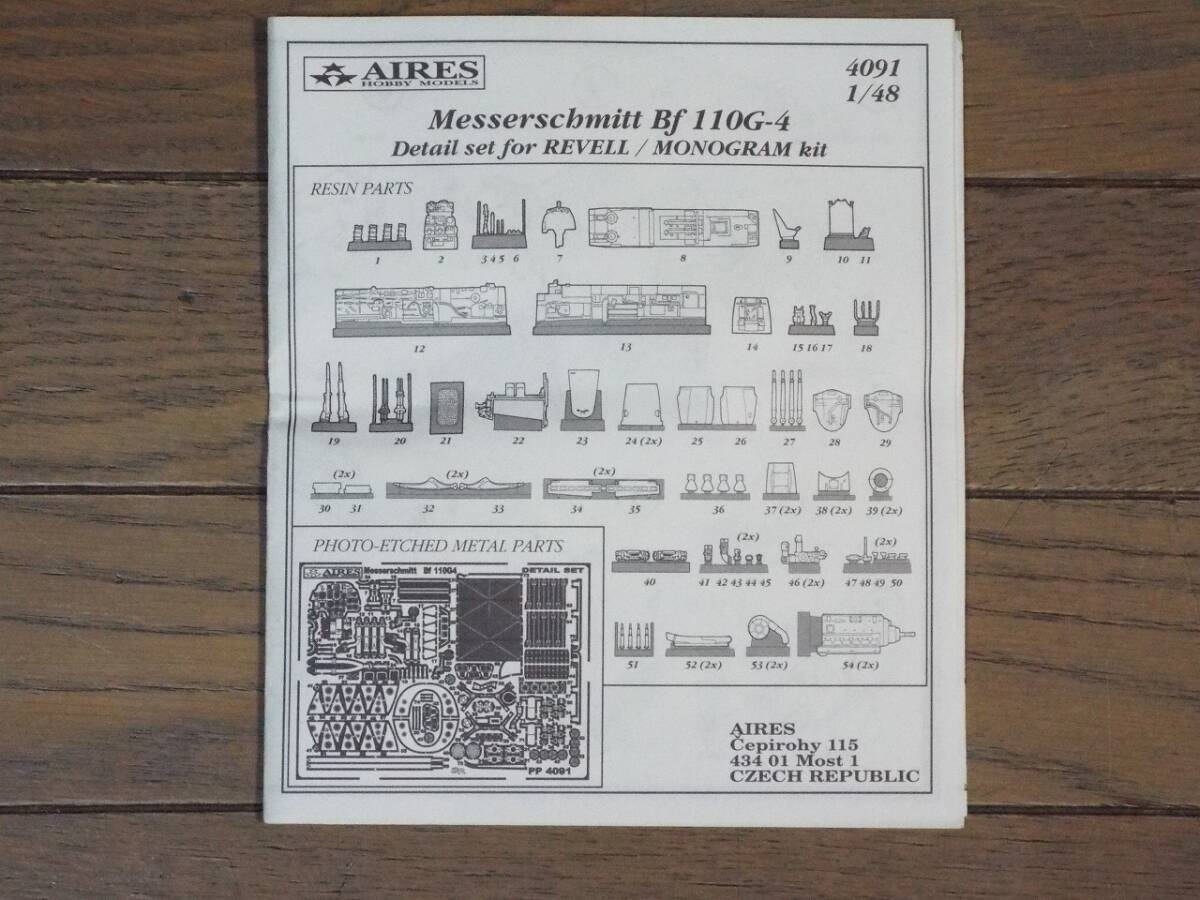 AIRES
HOBBY MODELS
4091
1/48
Messerschmitt Bf 110G-4
Detail set for REVELL / MONOGRAM kit
RESIN PARTS
1 2 3 4 5 6 7 8 9 10 11
12 13 14 15 16 17 18
19 20 21 22 23 24 (2x) 25 26 27 28 29
(2x) (2x) (2x)
30 31 32 33 34 35 36 37 (2x) 38 (2x) 39 (2x)
(2x) (2x)
40 41 42 43 44 45 46 (2x) 47 48 49 50
51 52 (2x) 53 (2x) 54 (2x)
PHOTO-ETCHED METAL PARTS
AIRES Messerschmitt Bf 110G4 DETAIL SET
PP 4091
AIRES
Čepirohy 115
434 01 Most 1
CZECH REPUBLIC